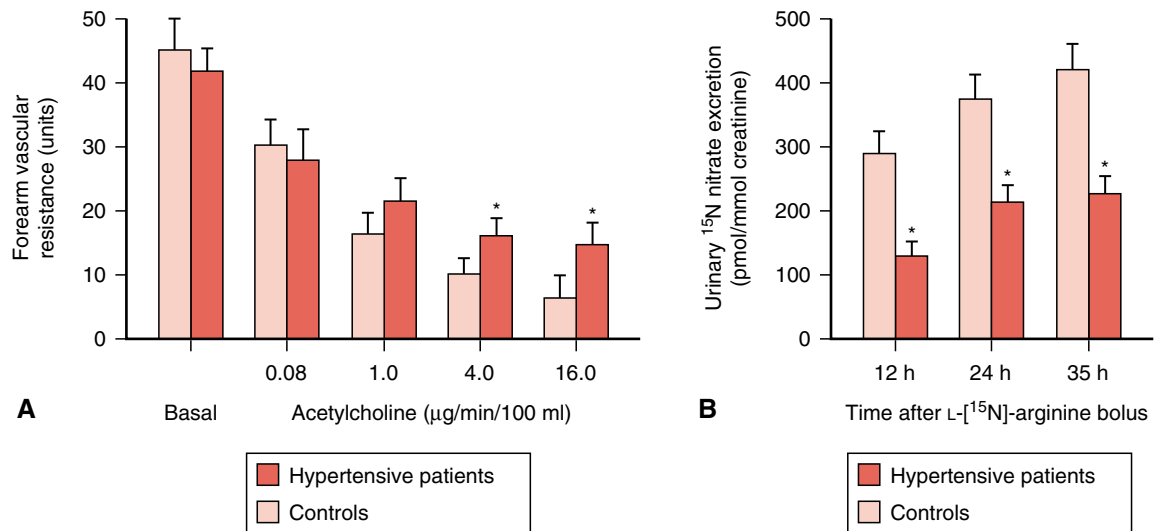 50
40
30
20
10
0
Forearm vascular
resistance (units)
*
*
0.08
1.0
4.0
16.0
A
Basal
Acetylcholine (μg/min/100 ml)
Hypertensive patients
Controls
500
400
300
200
100
0
Urinary ¹⁵N nitrate excretion
(pmol/mmol creatinine)
*
*
*
12 h
24 h
35 h
B
Time after ʟ-[¹⁵N]-arginine bolus
Hypertensive patients
Controls